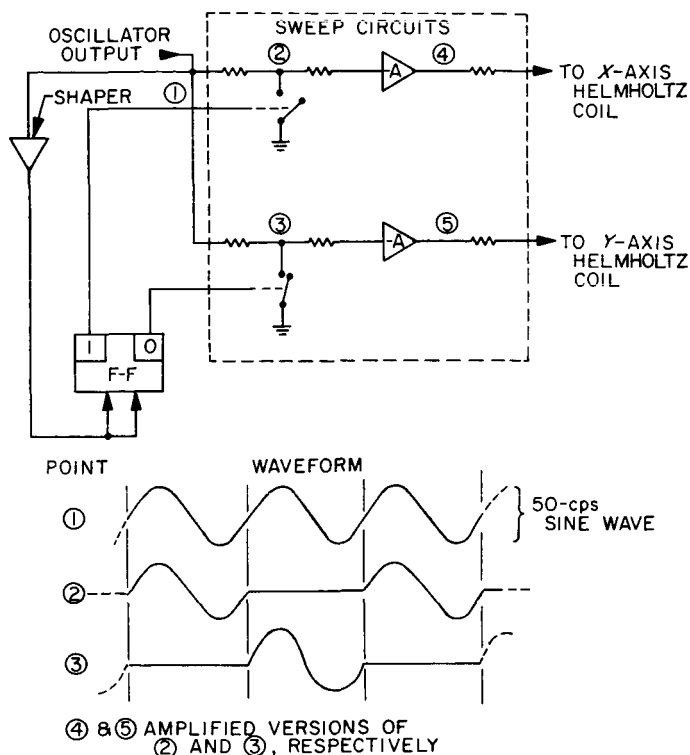 SWEEP CIRCUITS
OSCILLATOR
OUTPUT
② ④
-A
TO X-AXIS
HELMHOLTZ
COIL
① SHAPER
③ ⑤
-A
TO Y-AXIS
HELMHOLTZ
COIL
1 0
F-F
POINT WAVEFORM
①
50-cps
SINE WAVE
②
③
④ & ⑤ AMPLIFIED VERSIONS OF
② AND ③, RESPECTIVELY